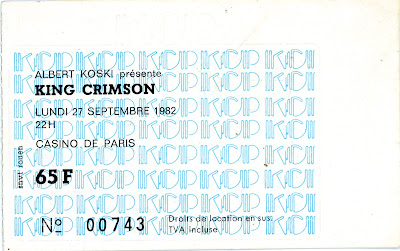 ALBERT KOSKI présente
KING CRIMSON
LUNDI 27 SEPTEMBRE 1982
22H
CASINO DE PARIS
65 F
Nº 00743
Droits de location en sus.
TVA incluse